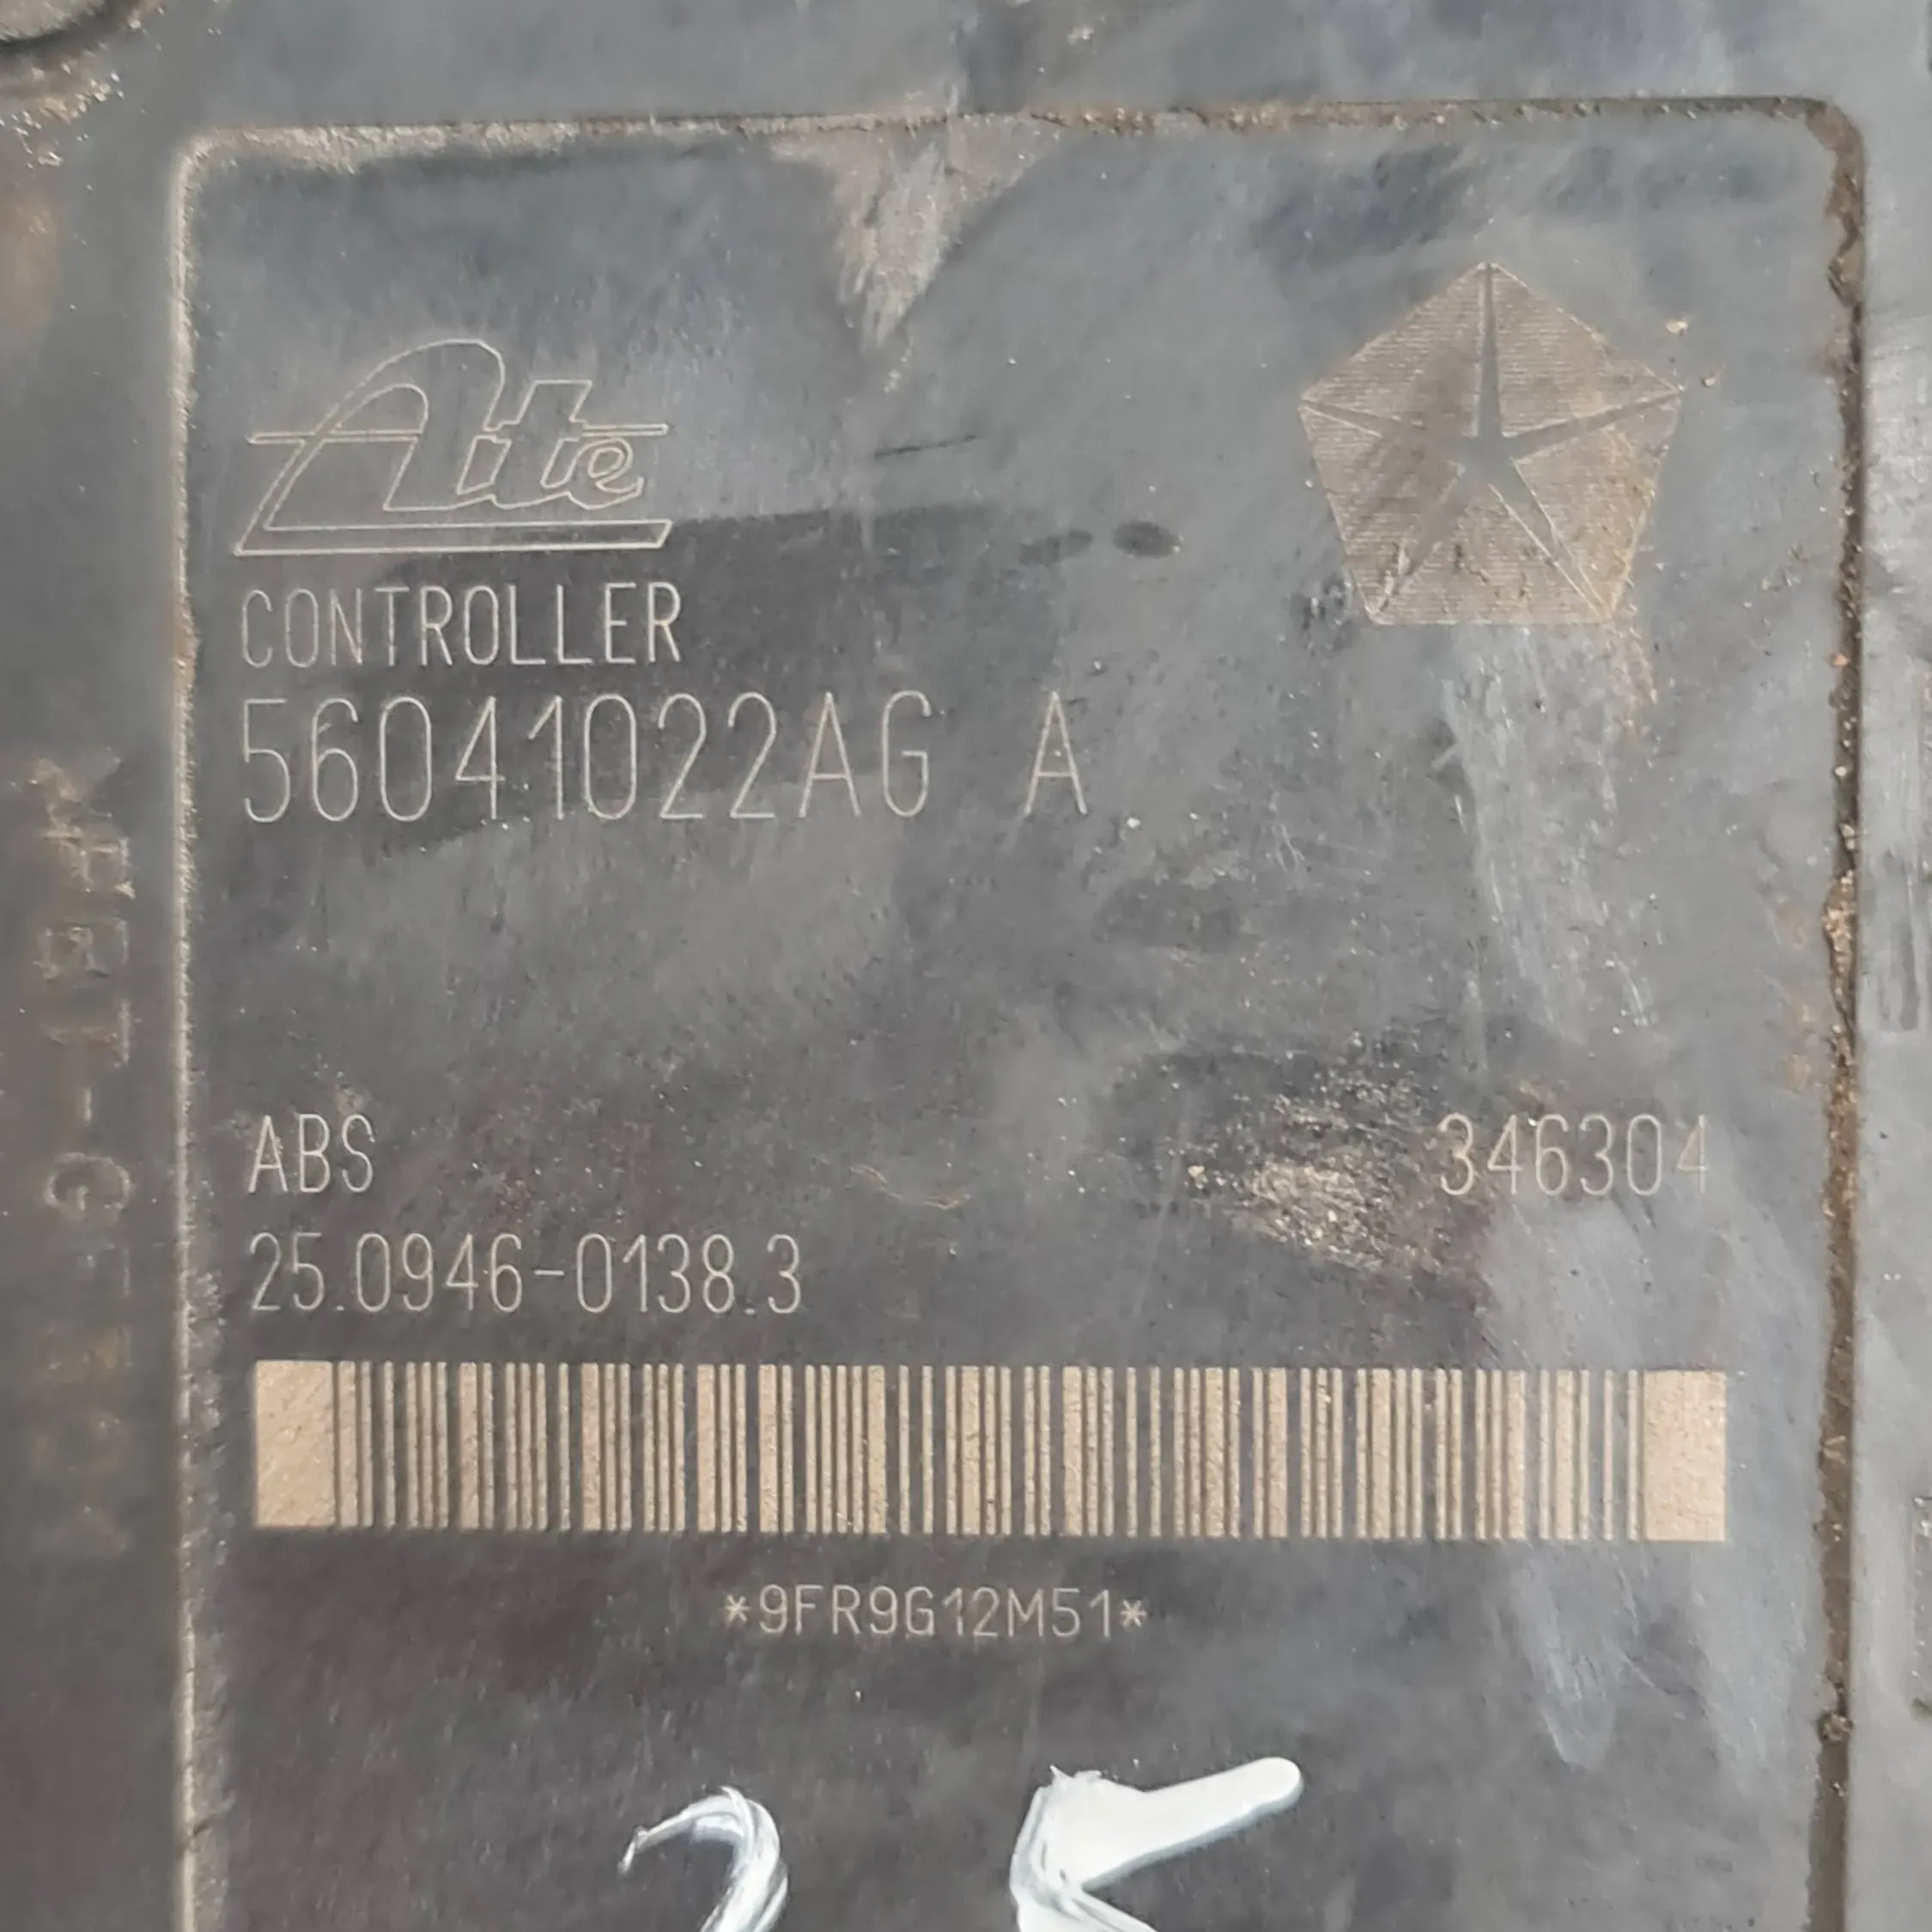 Ate
CONTROLLER
56041022AG A
ABS 346304
25.0946-0138.3
*9FR9G12M51*